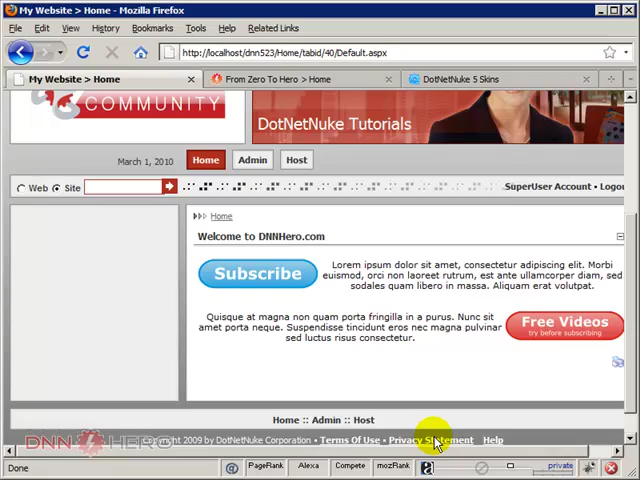 My Website > Home - Mozilla Firefox
File Edit View History Bookmarks Tools Help Related Links
http://localhost/dnn523/Home/tabid/40/Default.aspx
My Website > Home From Zero To Hero > Home DotNetNuke 5 Skins
COMMUNITY
DotNetNuke Tutorials
March 1, 2010 Home Admin Host
Web Site SuperUser Account • Logou
Home
Welcome to DNNHero.com
Subscribe
Lorem ipsum dolor sit amet, consectetur adipiscing elit. Morbi
euismod, orci non laoreet rutrum, est enim dictum diam, sed
sodales quam libero in massa. Aliquam erat volutpat.
Quisque at magna non quam porta fringilla in a purus. Nunc sit
amet porta neque. Suspendisse tincidunt eros nec magna pulvinar
sed luctus risus consectetur.
Free Videos
try before subscribing
Home :: Admin :: Host
DNN HERO
Copyright 2009 by DotNetNuke Corporation • Terms Of Use • Privacy Statement Help
Done PageRank Alexa Compete mozRank private